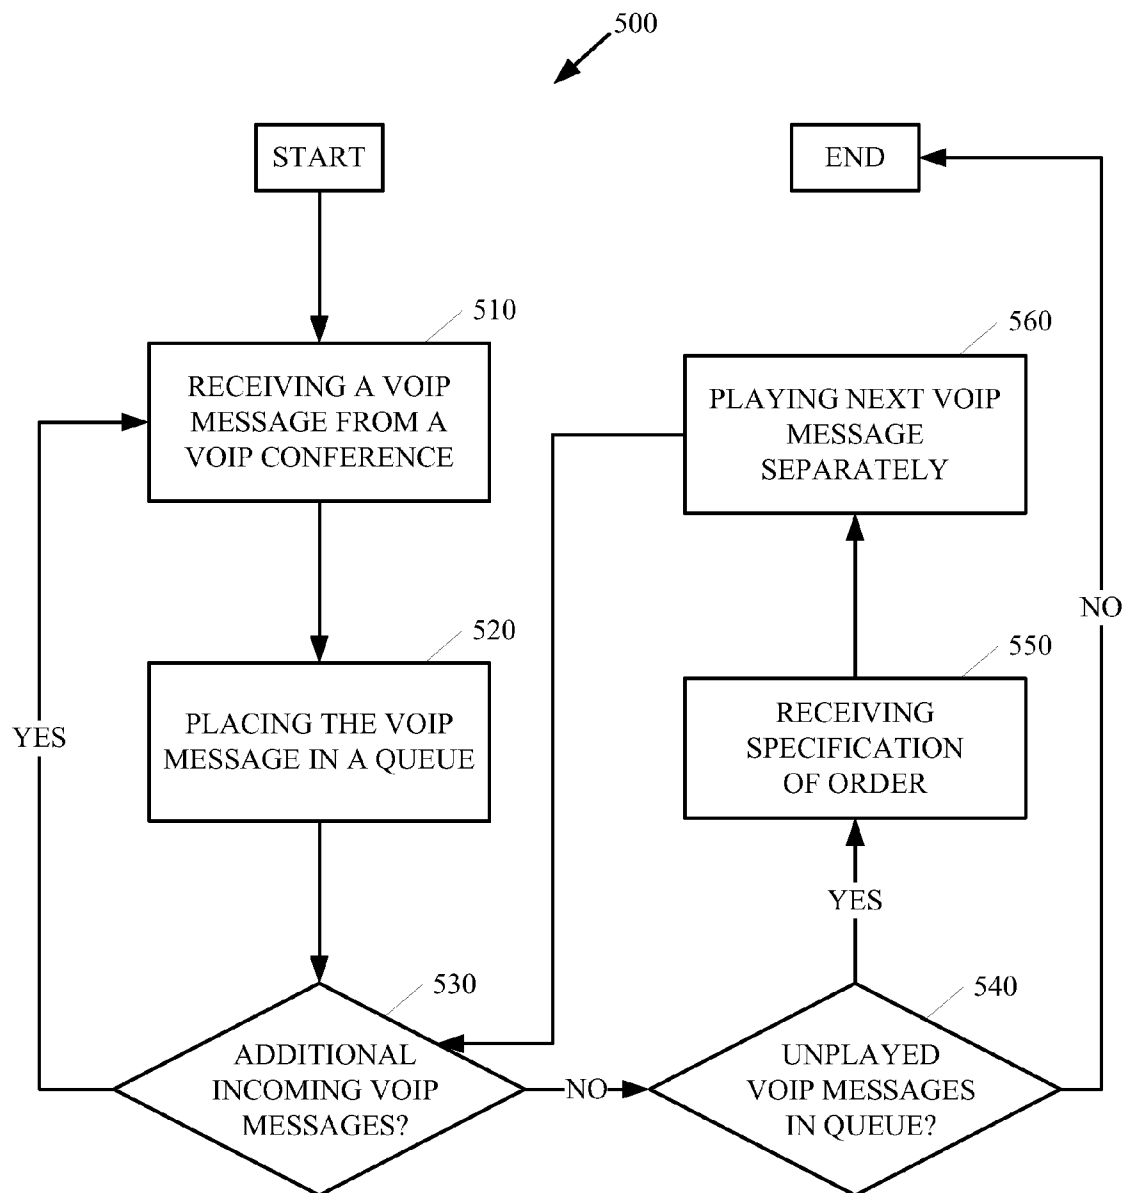 500
START
END
510
RECEIVING A VOIP
MESSAGE FROM A
VOIP CONFERENCE
560
PLAYING NEXT VOIP
MESSAGE
SEPARATELY
NO
520
PLACING THE VOIP
MESSAGE IN A QUEUE
550
RECEIVING
SPECIFICATION
OF ORDER
YES
YES
530
ADDITIONAL
INCOMING VOIP
MESSAGES?
NO
540
UNPLAYED
VOIP MESSAGES
IN QUEUE?